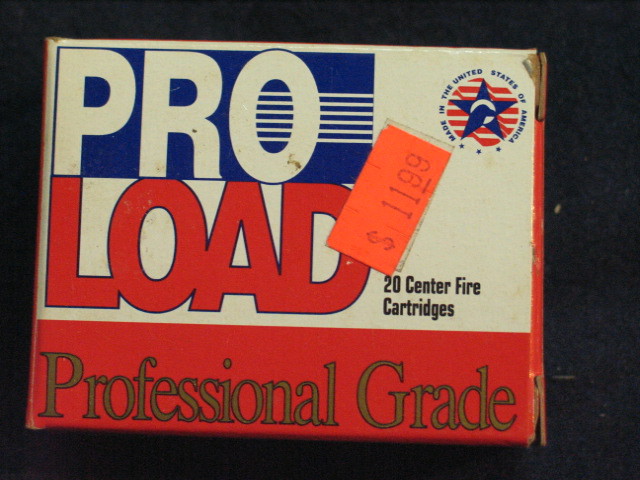 PRO
LOAD
MADE IN THE UNITED STATES OF AMERICA
$ 1199
20 Center Fire
Cartridges
Professional Grade